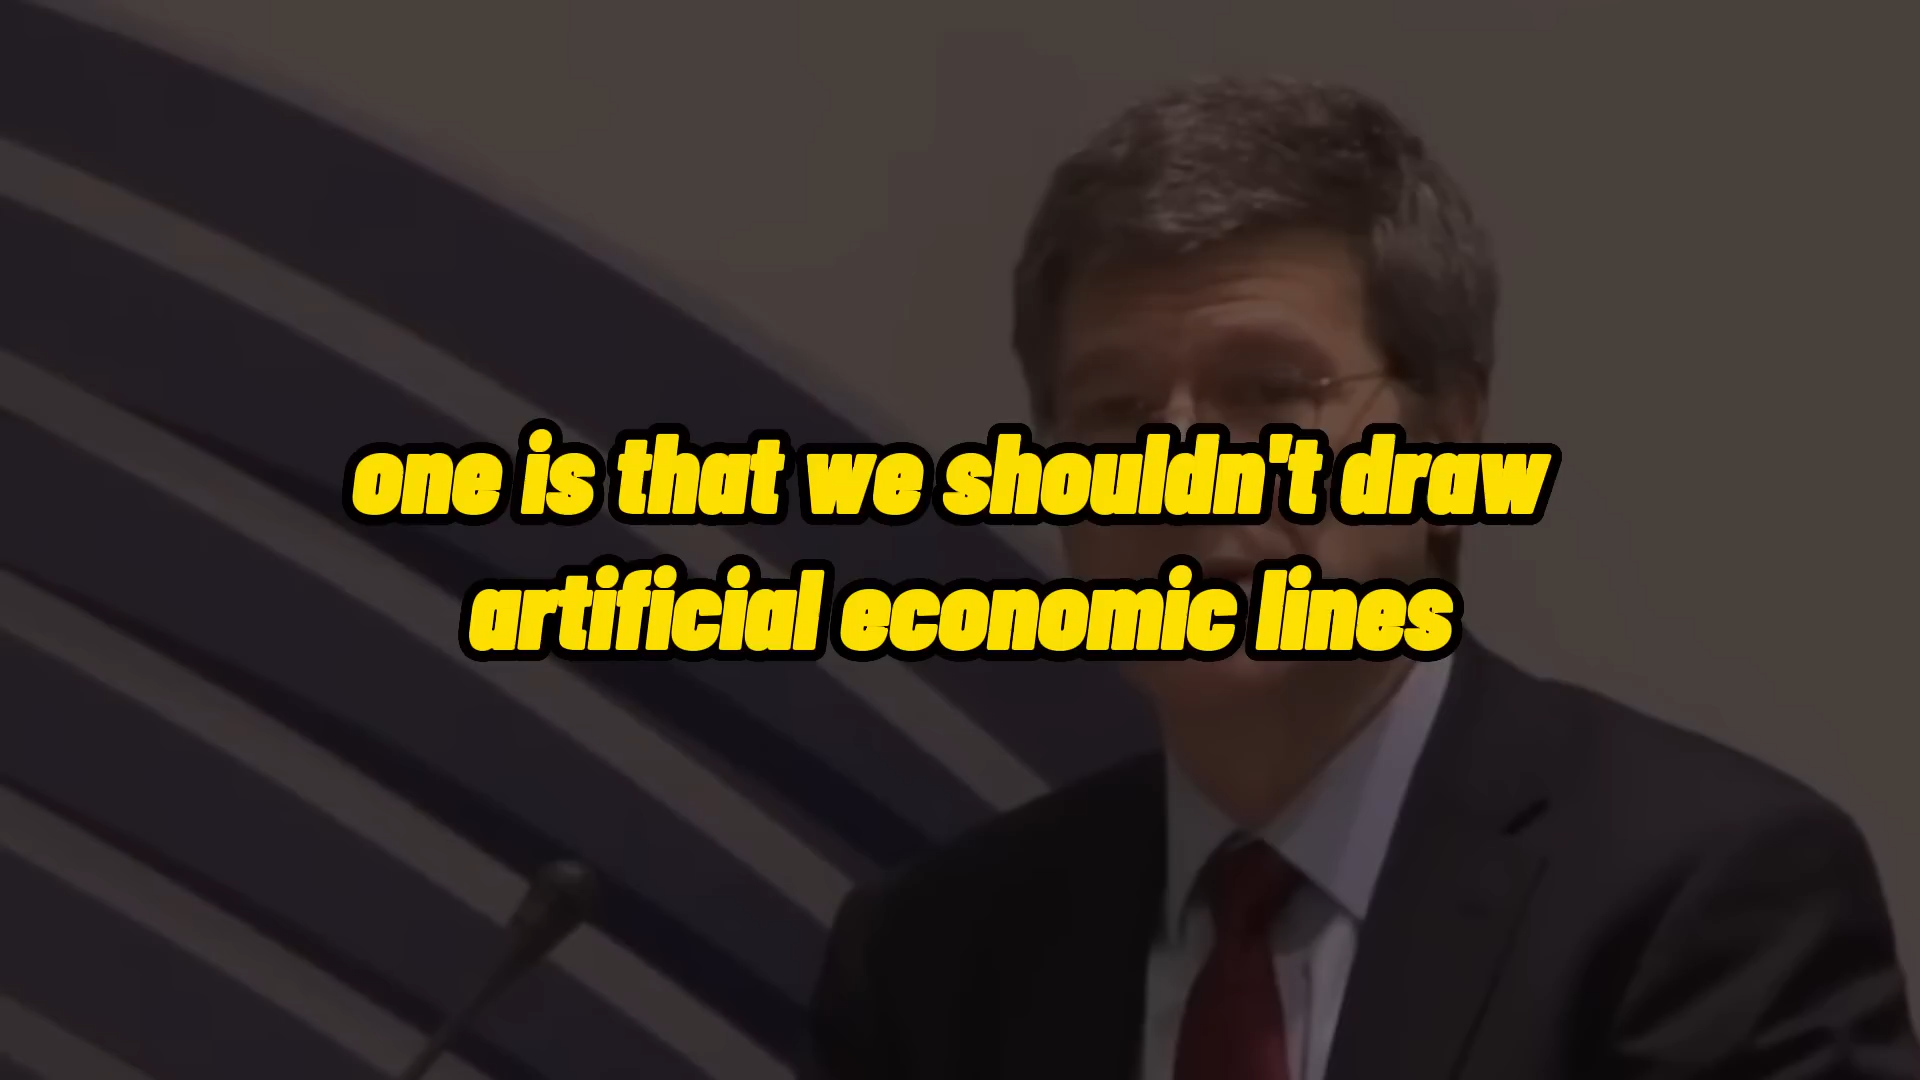 one is that we shouldn't draw
artificial economic lines